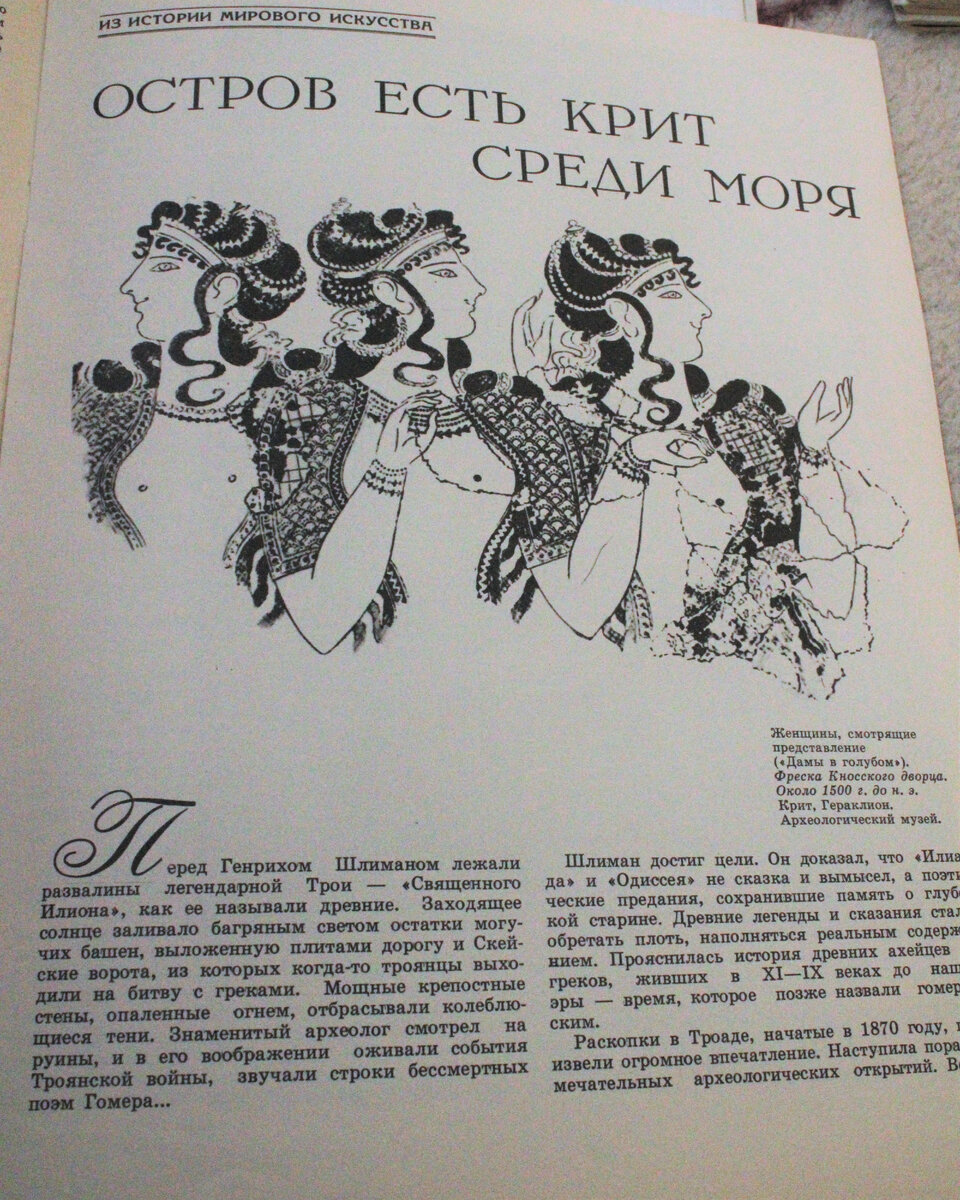 ИЗ ИСТОРИИ МИРОВОГО ИСКУССТВА
ОСТРОВ ЕСТЬ КРИТ
СРЕДИ МОРЯ
Женщины, смотрящие
представление
(«Дамы в голубом»).
Фреска Кносского дворца.
Около 1500 г. до н. э.
Крит, Гераклион.
Археологический музей.
Перед Генрихом Шлиманом лежали
развалины легендарной Трои — «Священного
Илиона», как ее называли древние. Заходящее
солнце заливало багряным светом остатки могу-
чих башен, выложенную плитами дорогу и Скей-
ские ворота, из которых когда-то троянцы выхо-
дили на битву с греками. Мощные крепостные
стены, опаленные огнем, отбрасывали колеблю-
щиеся тени. Знаменитый археолог смотрел на
руины, и в его воображении оживали события
Троянской войны, звучали строки бессмертных
поэм Гомера...
Шлиман достиг цели. Он доказал, что «Илиа-
да» и «Одиссея» не сказка и вымысел, а поэти-
ческие предания, сохранившие память о глубо-
кой старине. Древние легенды и сказания стал
обретать плоть, наполняться реальным содерж
нием. Прояснилась история древних ахейцев
греков, живших в XI—IX веках до наш
эры — время, которое позже назвали гомер
ским.
Раскопки в Троаде, начатые в 1870 году,
извели огромное впечатление. Наступила пора
мечательных археологических открытий.